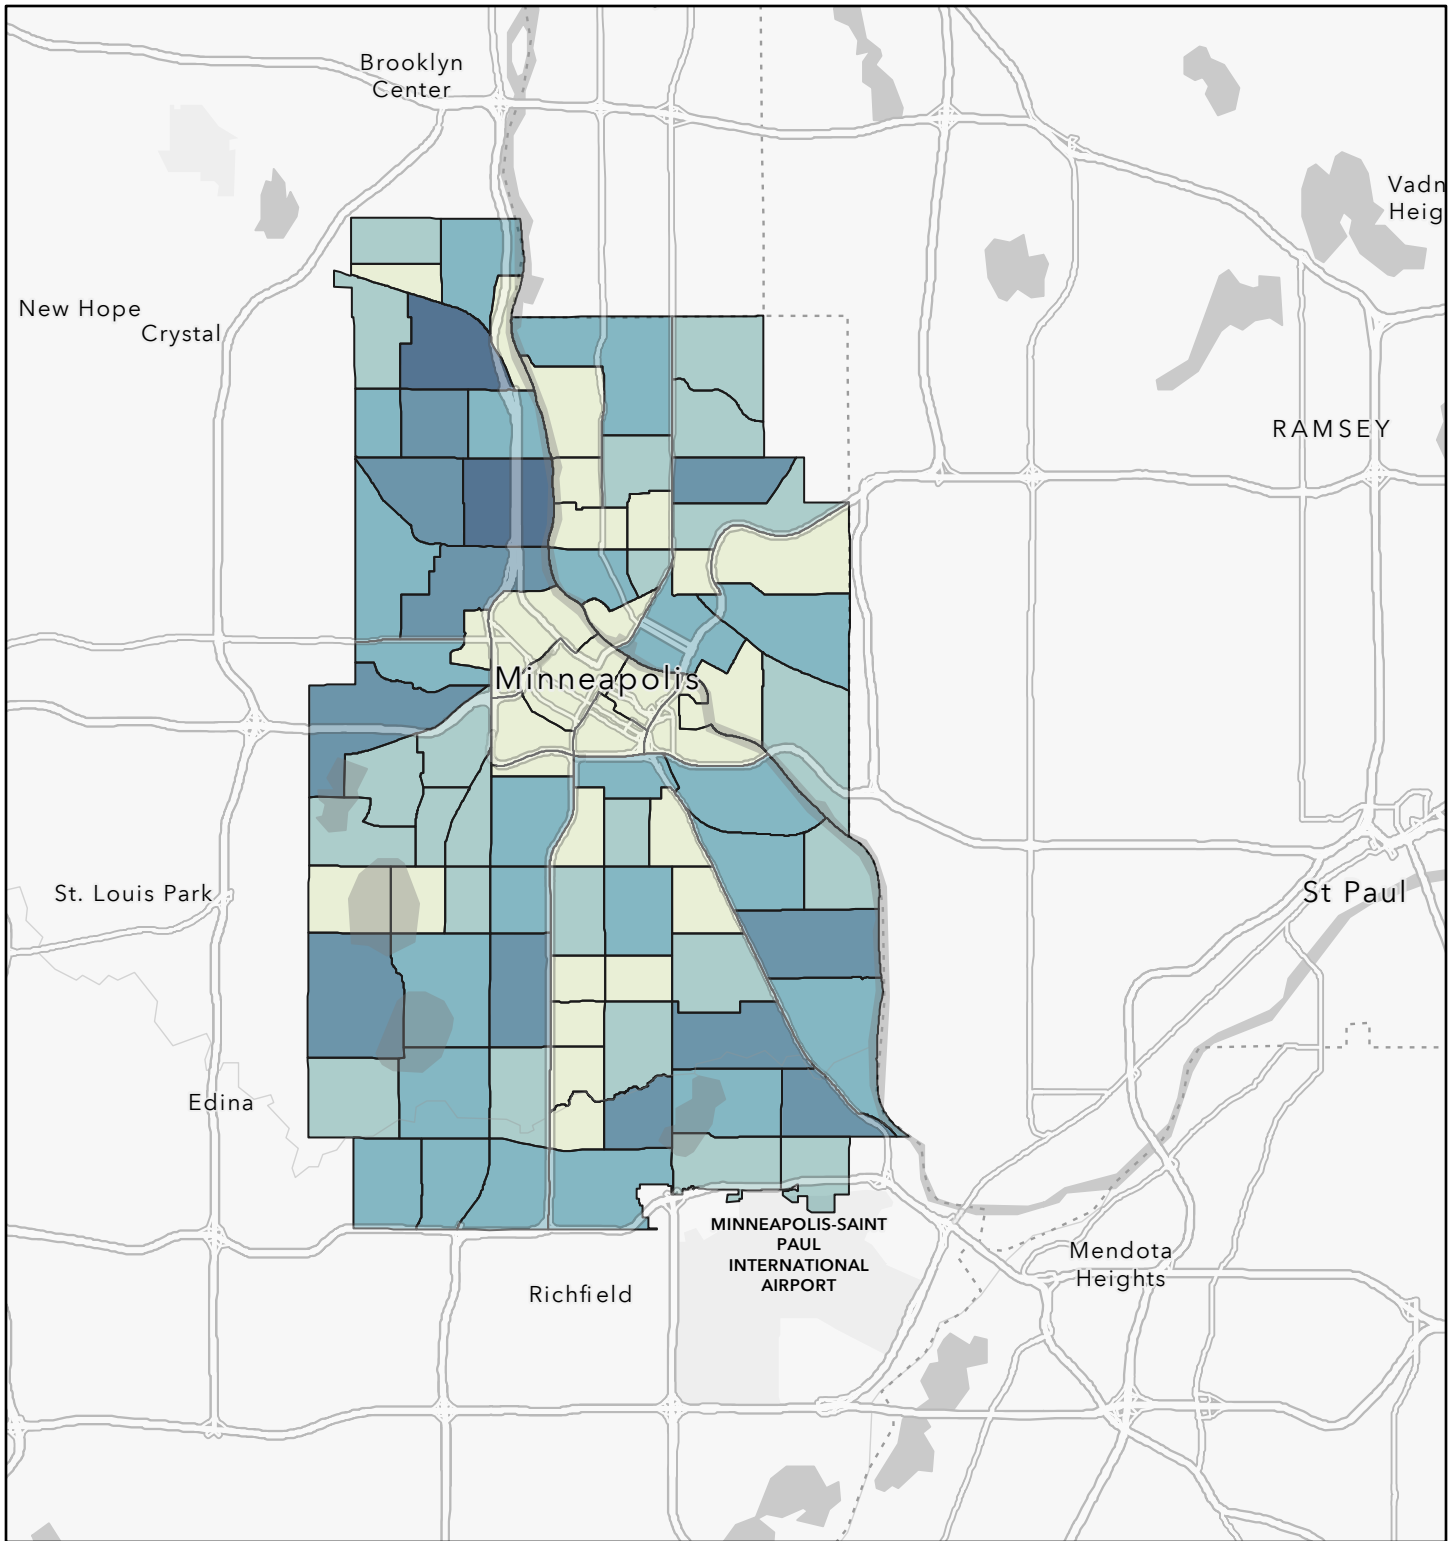 Brooklyn
Center
Vadn
Heig
New Hope
Crystal
RAMSEY
Minneapolis
St. Louis Park
St Paul
Edina
MINNEAPOLIS-SAINT
PAUL
INTERNATIONAL
AIRPORT
Mendota
Heights
Richfield